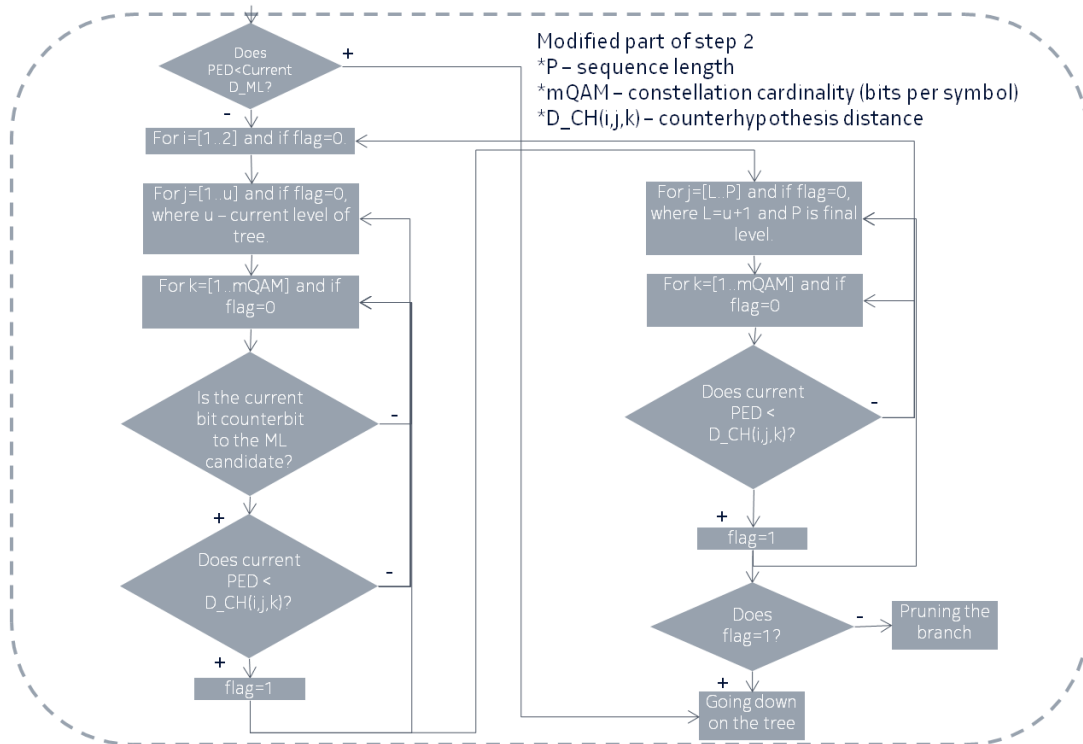 Does
PED<Current
D_ML?
+
-
Modified part of step 2
*P – sequence length
*mQAM – constellation cardinality (bits per symbol)
*D_CH(i,j,k) – counterhypothesis distance
For i=[1..2] and if flag=0.
For j=[1..u] and if flag=0,
where u – current level of
tree.
For k=[1..mQAM] and if
flag=0
Is the current
bit counterbit
to the ML
candidate?
-
+
Does current
PED <
D_CH(i,j,k)?
-
+
flag=1
For j=[L..P] and if flag=0,
where L=u+1 and P is final
level.
For k=[1..mQAM] and if
flag=0
Does current
PED <
D_CH(i,j,k)?
-
+
flag=1
Does
flag=1?
-
Pruning the
branch
+
Going down
on the tree